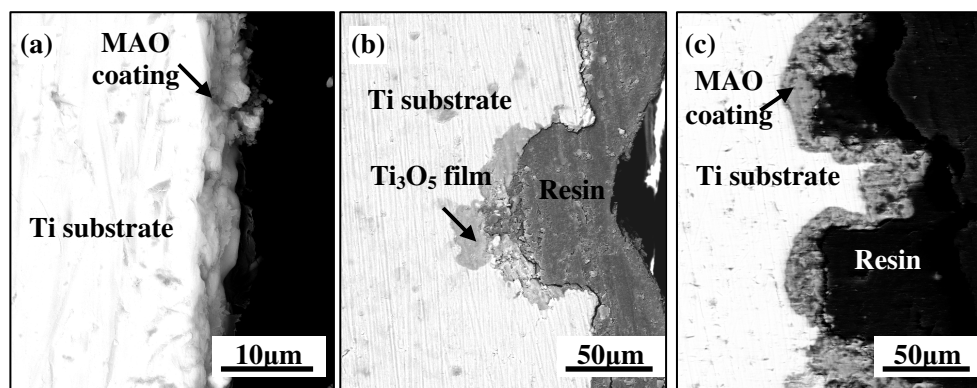 (a)
MAO
coating
Ti substrate
10μm
(b)
Ti substrate
Ti₃O₅ film
Resin
50μm
(c)
MAO
coating
Ti substrate
Resin
50μm